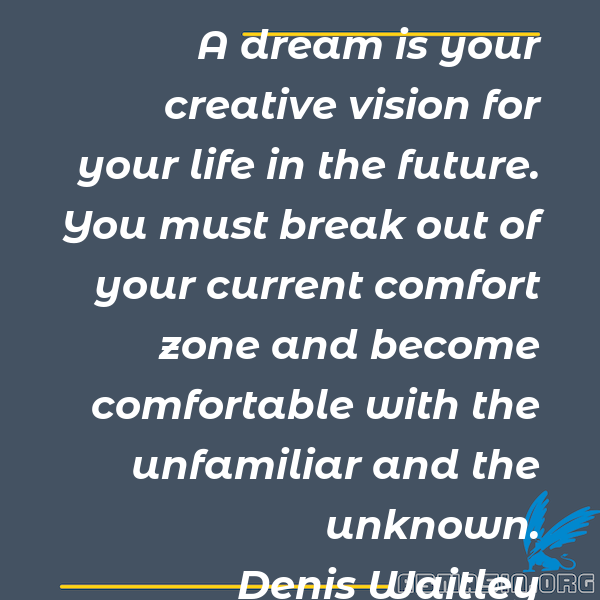 A dream is your
creative vision for
your life in the future.
You must break out of
your current comfort
zone and become
comfortable with the
unfamiliar and the
unknown.
Denis Waitley